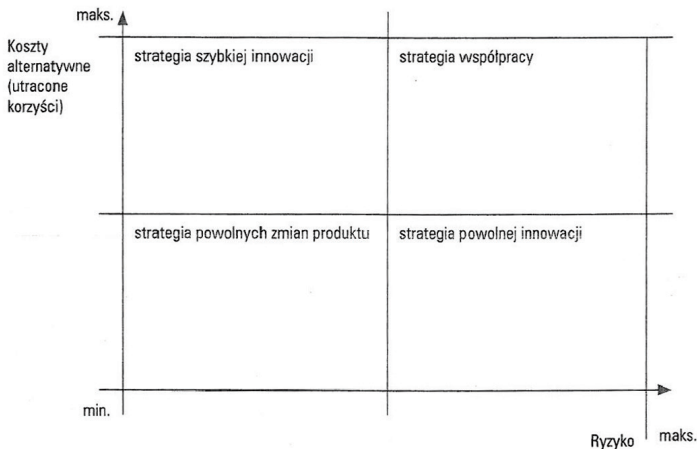 maks.
Koszty
alternatywne
(utracone
korzyści)
strategia szybkiej innowacji
strategia współpracy
strategia powolnych zmian produktu
strategia powolnej innowacji
min.
Ryzyko
maks.